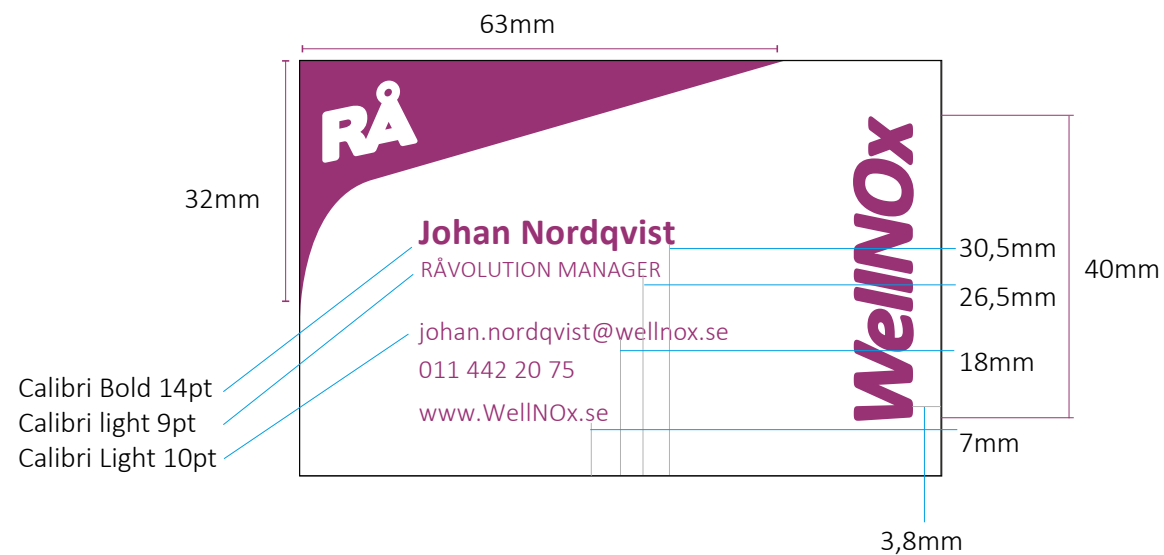 63mm
RÅ
32mm
WellNOx
Johan Nordqvist
RÅVOLUTION MANAGER
30,5mm
40mm
26,5mm
johan.nordqvist@wellnox.se
18mm
011 442 20 75
Calibri Bold 14pt
www.WellNOx.se
Calibri light 9pt
7mm
Calibri Light 10pt
3,8mm